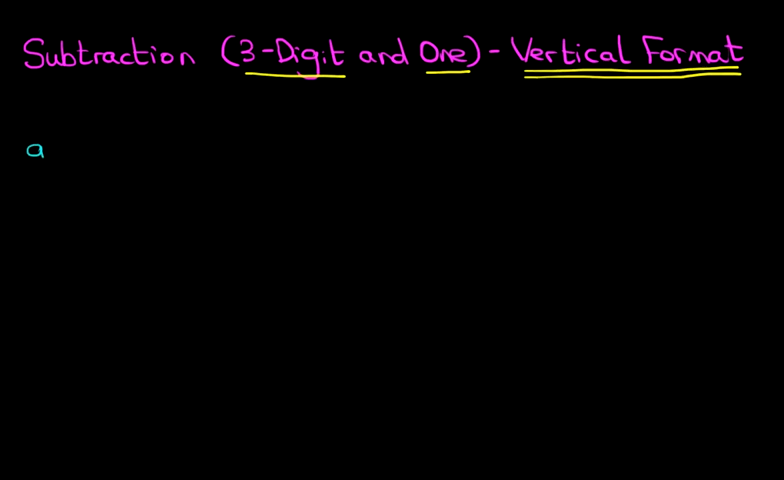 Subtraction (3-Digit and One) - Vertical Format
a